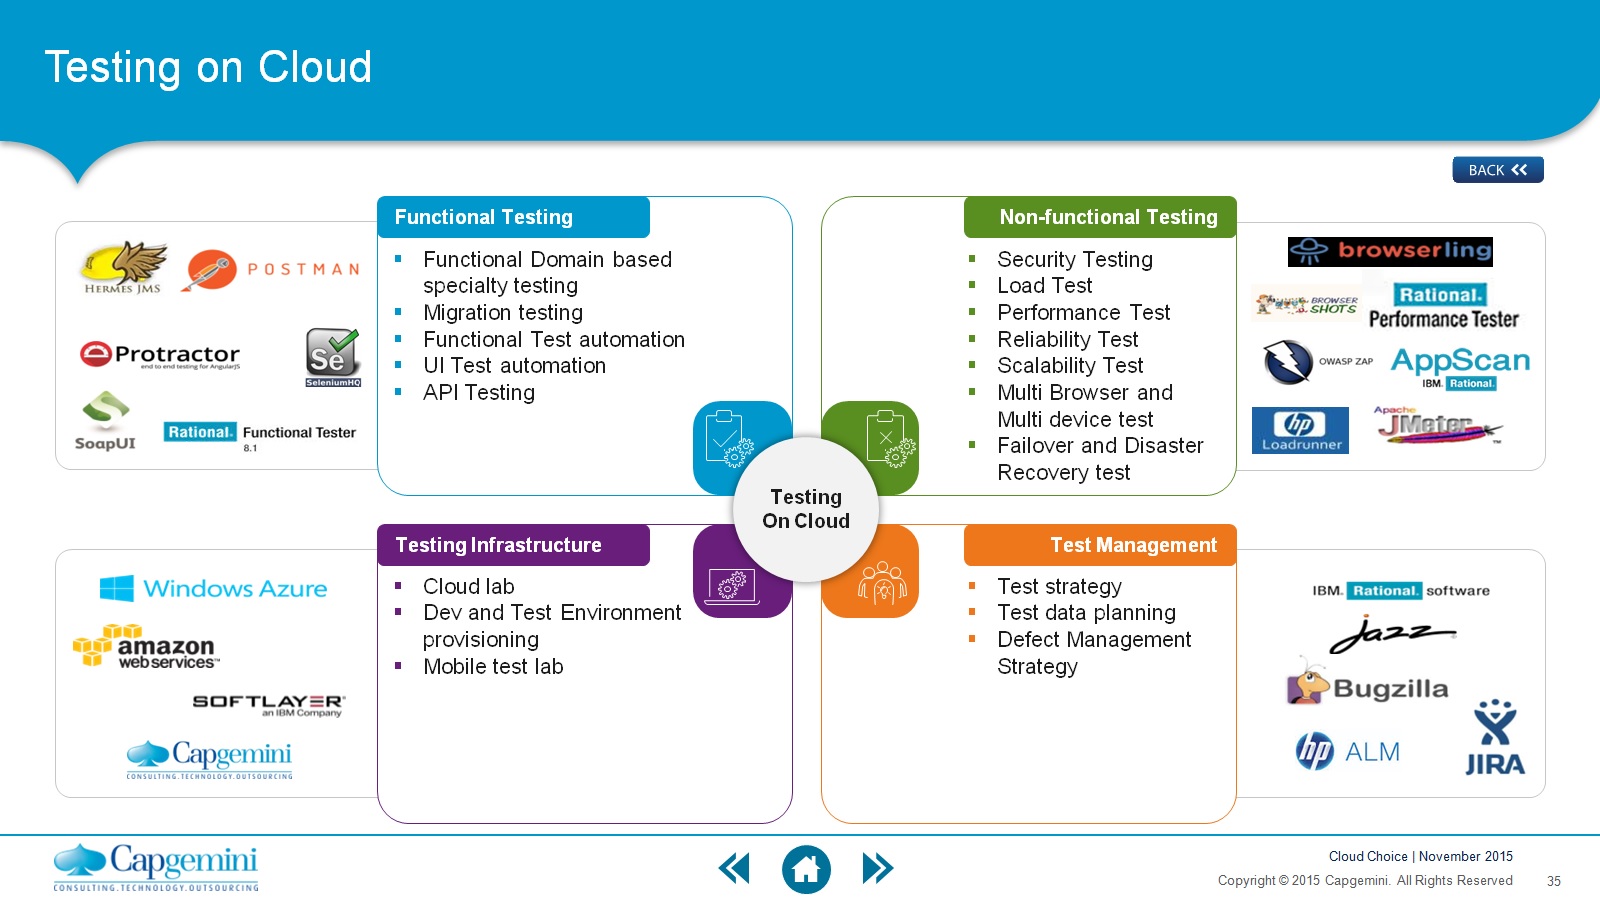 Testing on Cloud
BACK
Functional Testing
Functional Domain based
specialty testing
Migration testing
Functional Test automation
UI Test automation
API Testing
HERMES JMS
POSTMAN
Protractor
end to end testing for AngularJS
Se
SeleniumHQ
SoapUI
Rational. Functional Tester
8.1
Non-functional Testing
Security Testing
Load Test
Performance Test
Reliability Test
Scalability Test
Multi Browser and
Multi device test
Failover and Disaster
Recovery test
browserling
BROWSER
SHOTS
Rational.
Performance Tester
OWASP ZAP
AppScan
IBM. Rational.
hp
Loadrunner
Apache
JMeter™
Testing
On Cloud
Testing Infrastructure
Cloud lab
Dev and Test Environment
provisioning
Mobile test lab
Windows Azure
amazon
webservices™
SOFTLAYER®
an IBM Company
Capgemini
CONSULTING.TECHNOLOGY.OUTSOURCING
Test Management
Test strategy
Test data planning
Defect Management
Strategy
IBM. Rational. software
jazz
Bugzilla
hp ALM
JIRA
Capgemini
CONSULTING.TECHNOLOGY.OUTSOURCING
Cloud Choice | November 2015
Copyright © 2015 Capgemini. All Rights Reserved
35